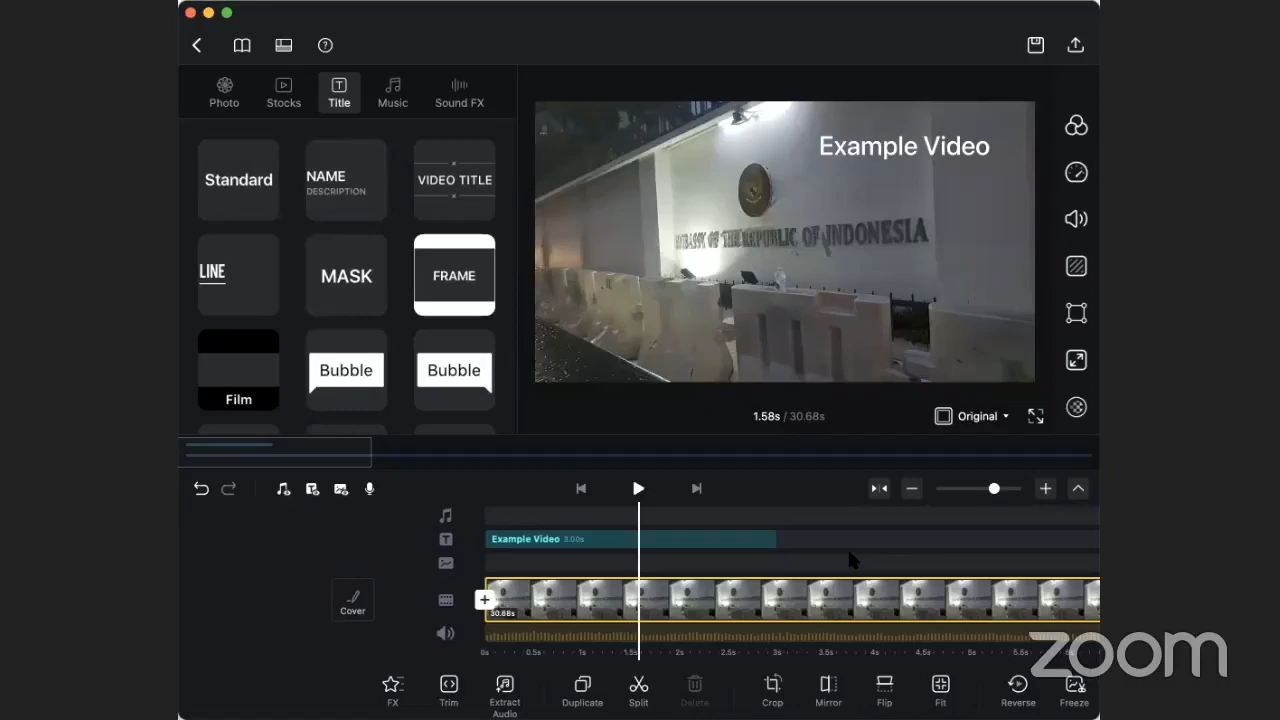 Photo
Stocks
Title
Music
Sound FX
Standard
NAME
DESCRIPTION
VIDEO TITLE
LINE
MASK
FRAME
Film
Bubble
Bubble
Example Video
EMBASSY OF THE REPUBLIC OF INDONESIA
1.58s / 30.68s
Original
Example Video 3.00s
Cover
30.68s
0s
0.5s
1s
1.5s
2s
2.5s
3s
3.5s
4s
4.5s
5s
5.5s
6s
zoom
FX
Trim
Extract
Audio
Duplicate
Split
Delete
Crop
Mirror
Flip
Fit
Reverse
Freeze